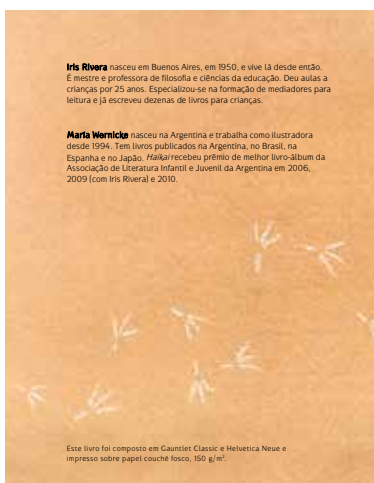 Iris Rivera nasceu em Buenos Aires, em 1950, e vive lá desde então.
É mestre e professora de filosofia e ciências da educação. Deu aulas a
crianças por 25 anos. Especializou-se na formação de mediadores para
leitura e já escreveu dezenas de livros para crianças.
María Wernicke nasceu na Argentina e trabalha como ilustradora
desde 1994. Tem livros publicados na Argentina, no Brasil, na
Espanha e no Japão. Haikai recebeu prêmio de melhor livro-álbum da
Associação de Literatura Infantil e Juvenil da Argentina em 2006,
2009 (com Iris Rivera) e 2010.
Este livro foi composto em Gauntlet Classic e Helvetica Neue e
impresso sobre papel couchê fosco, 150 g/m².